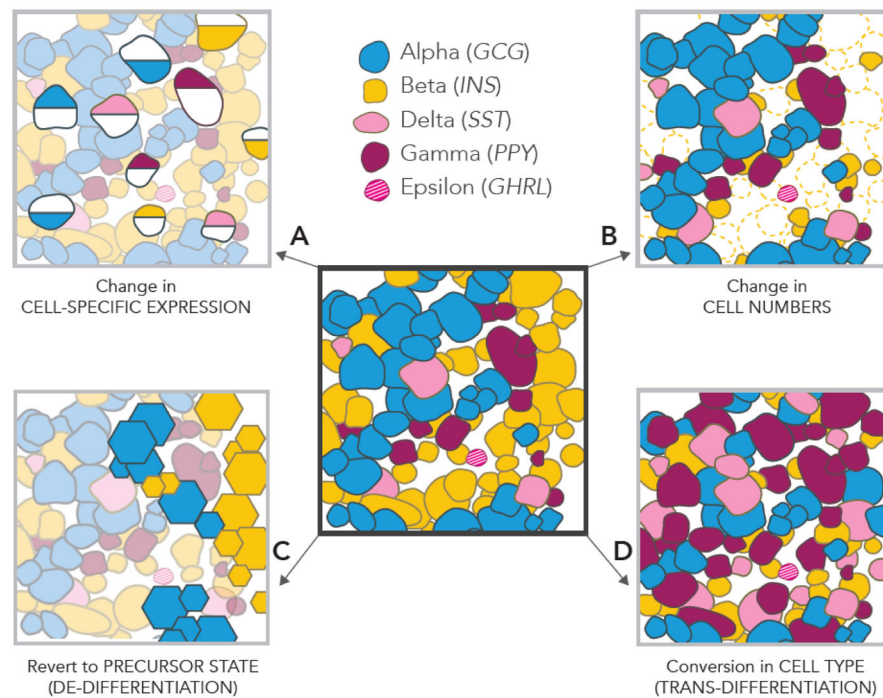 Alpha (GCG)
Beta (INS)
Delta (SST)
Gamma (PPY)
Epsilon (GHRL)
A
B
Change in
CELL-SPECIFIC EXPRESSION
Change in
CELL NUMBERS
C
D
Revert to PRECURSOR STATE
(DE-DIFFERENTIATION)
Conversion in CELL TYPE
(TRANS-DIFFERENTIATION)